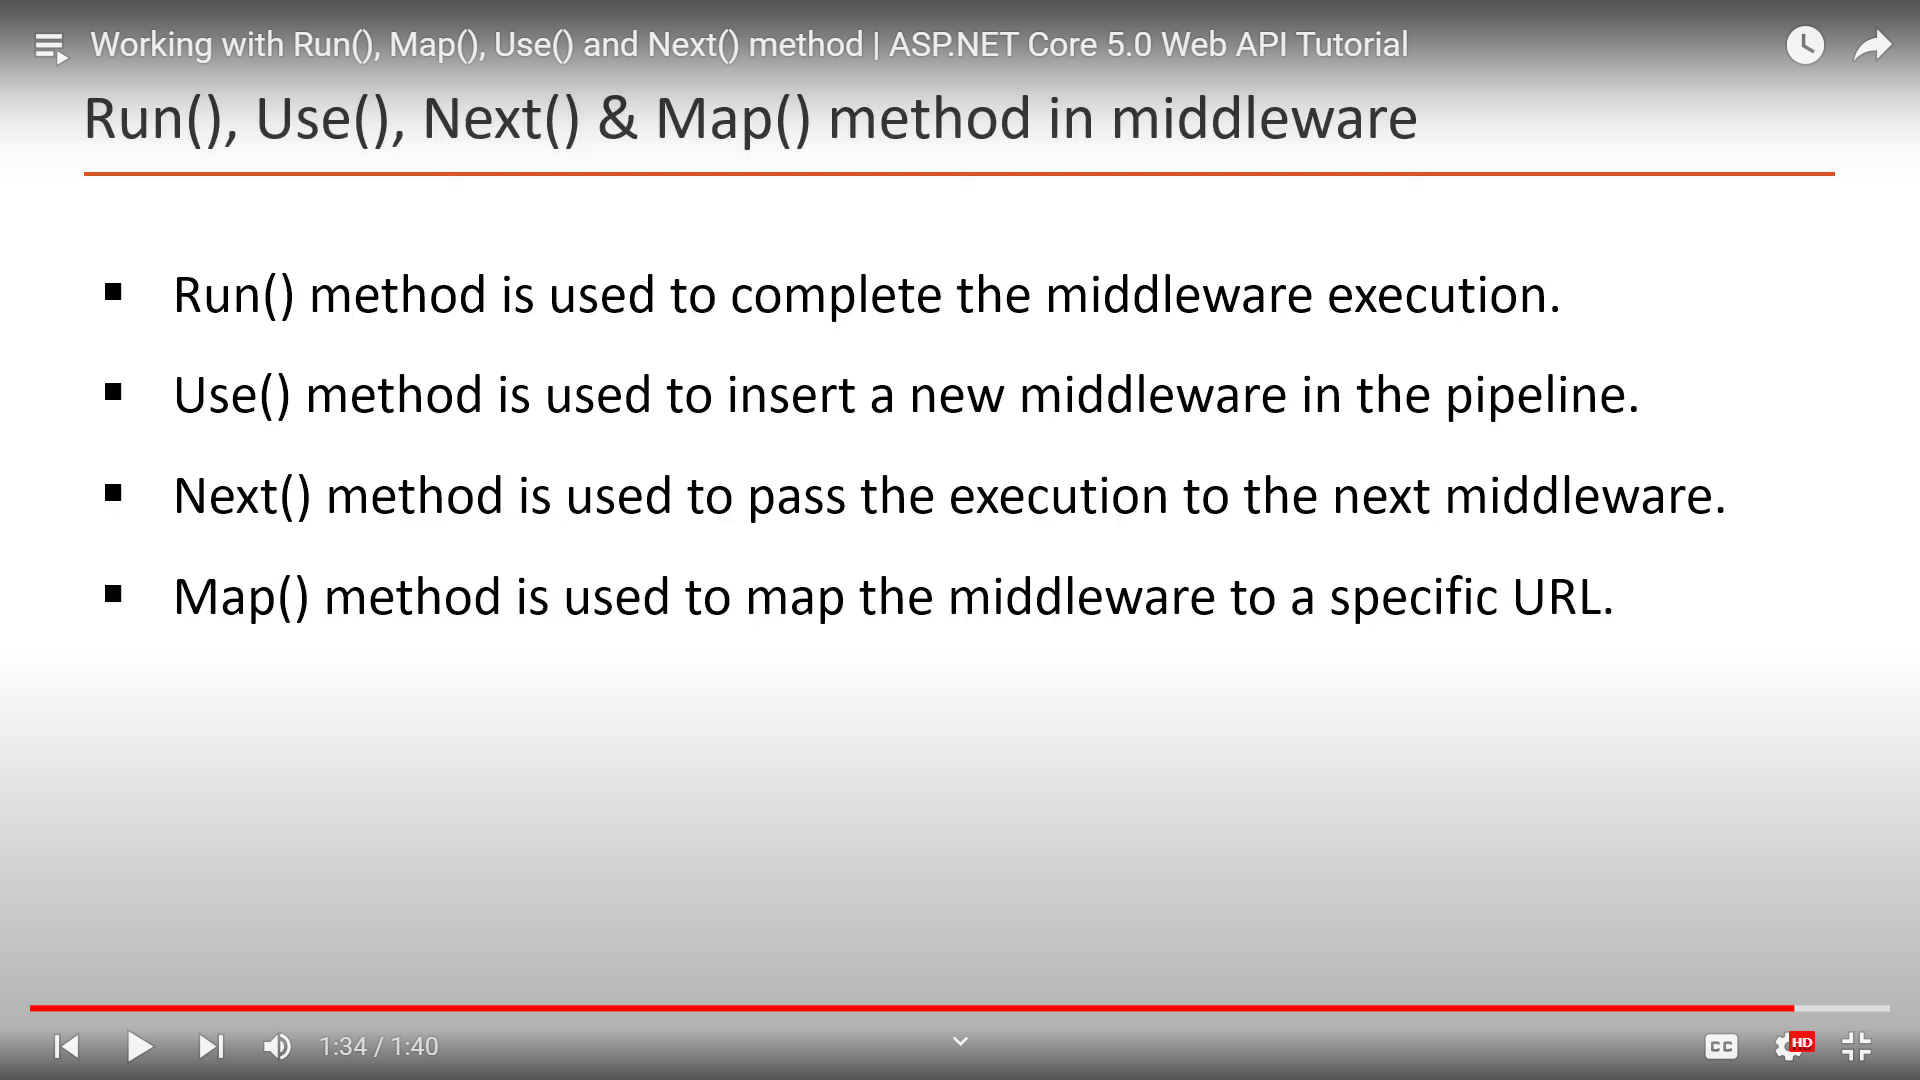 Working with Run(), Map(), Use() and Next() method | ASP.NET Core 5.0 Web API Tutorial
Run(), Use(), Next() & Map() method in middleware
▪ Run() method is used to complete the middleware execution.
▪ Use() method is used to insert a new middleware in the pipeline.
▪ Next() method is used to pass the execution to the next middleware.
▪ Map() method is used to map the middleware to a specific URL.
1:34 / 1:40
CC
HD